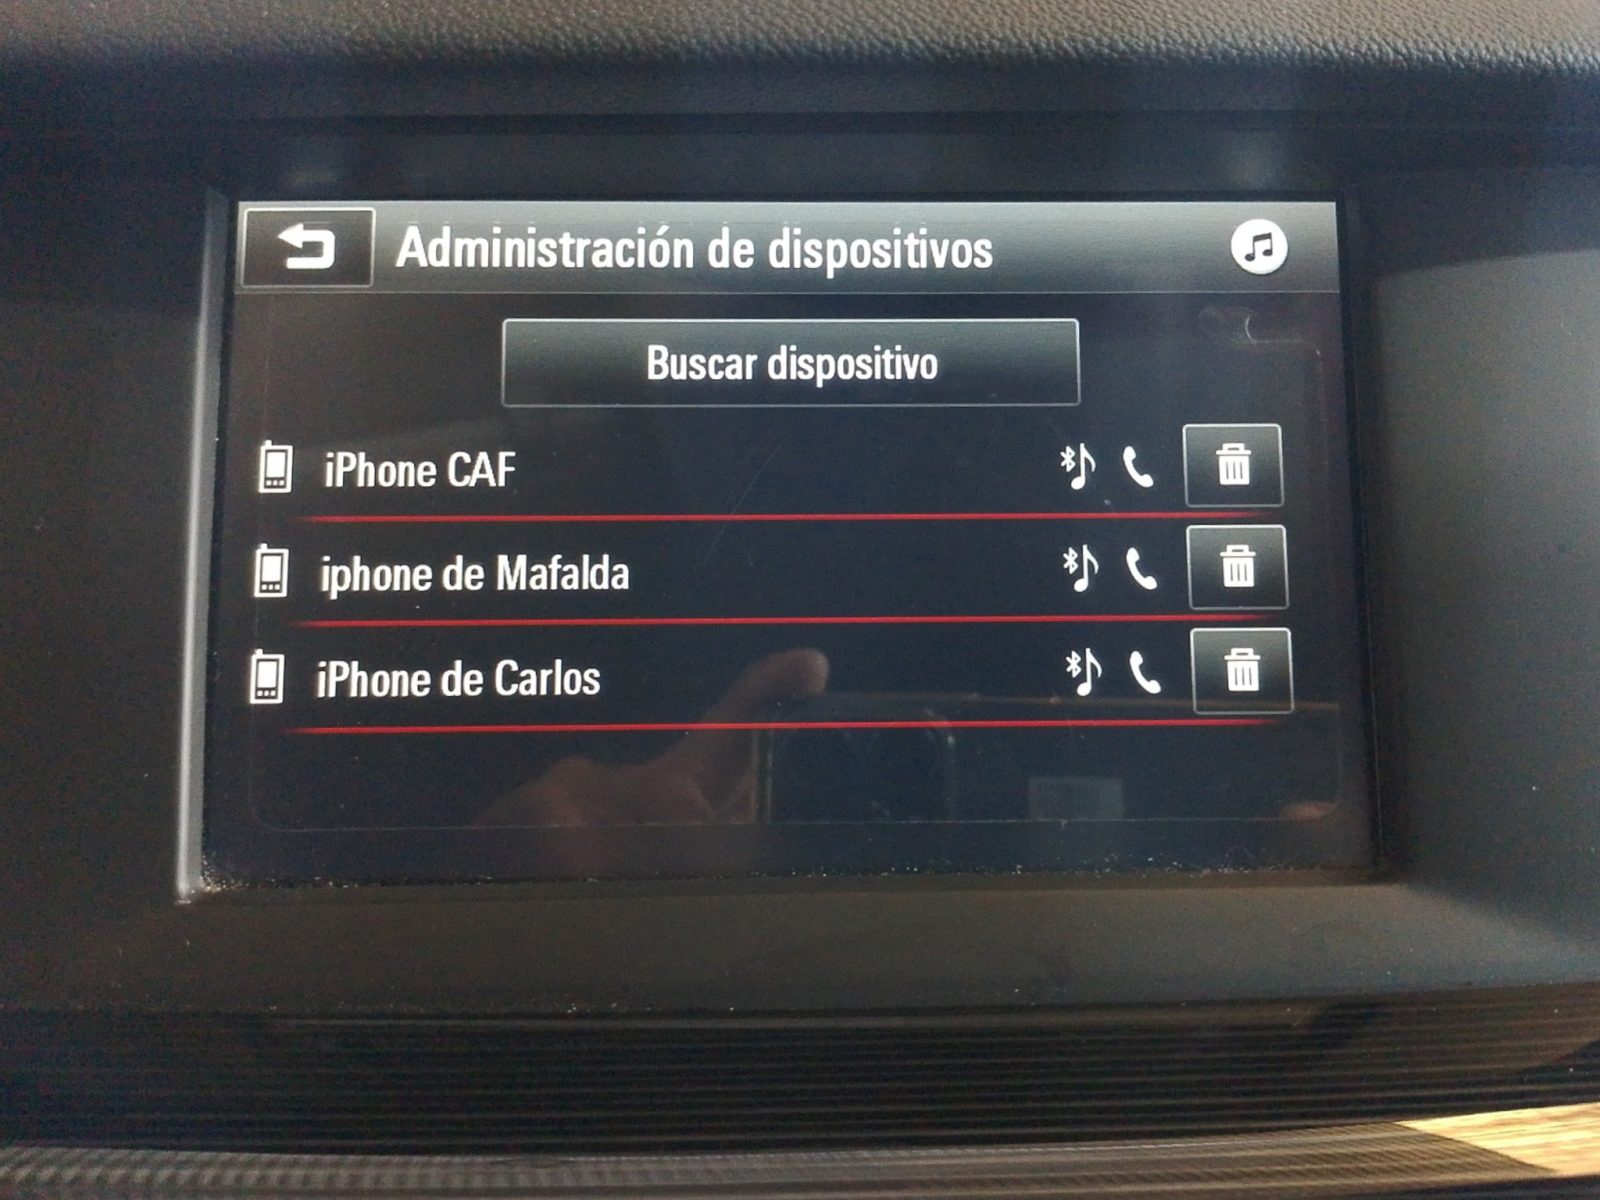 Administración de dispositivos
Buscar dispositivo
iPhone CAF
iphone de Mafalda
iPhone de Carlos